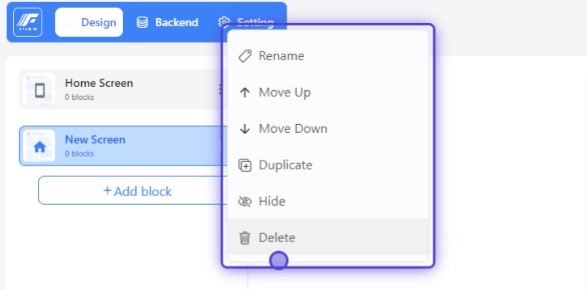 Design
Backend
Setting
Home Screen
0 blocks
New Screen
0 blocks
+ Add block
Rename
Move Up
Move Down
Duplicate
Hide
Delete